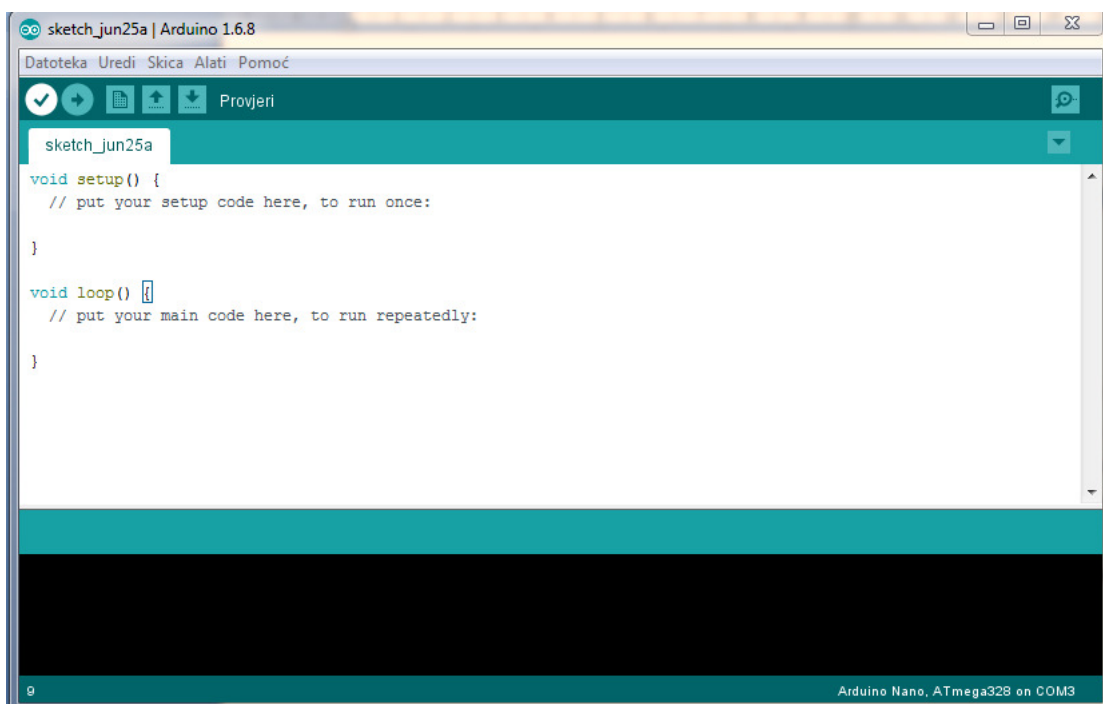 sketch_jun25a | Arduino 1.6.8
Datoteka Uredi Skica Alati Pomoć
Provjeri
sketch_jun25a
void setup() {
  // put your setup code here, to run once:
}
void loop() {
  // put your main code here, to run repeatedly:
}
9 Arduino Nano, ATmega328 on COM3